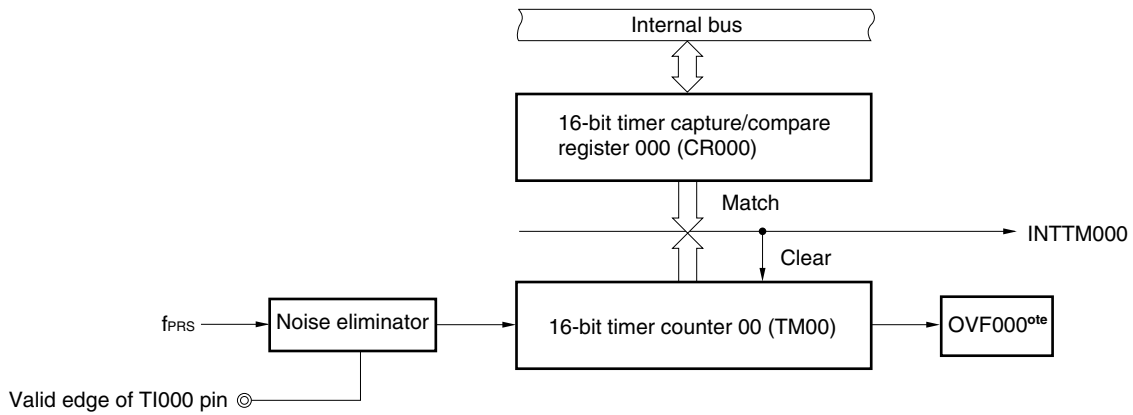 Internal bus
16-bit timer capture/compare
register 000 (CR000)
Match
INTTM000
Clear
fPRS
Noise eliminator
16-bit timer counter 00 (TM00)
OVF000ote
Valid edge of TI000 pin